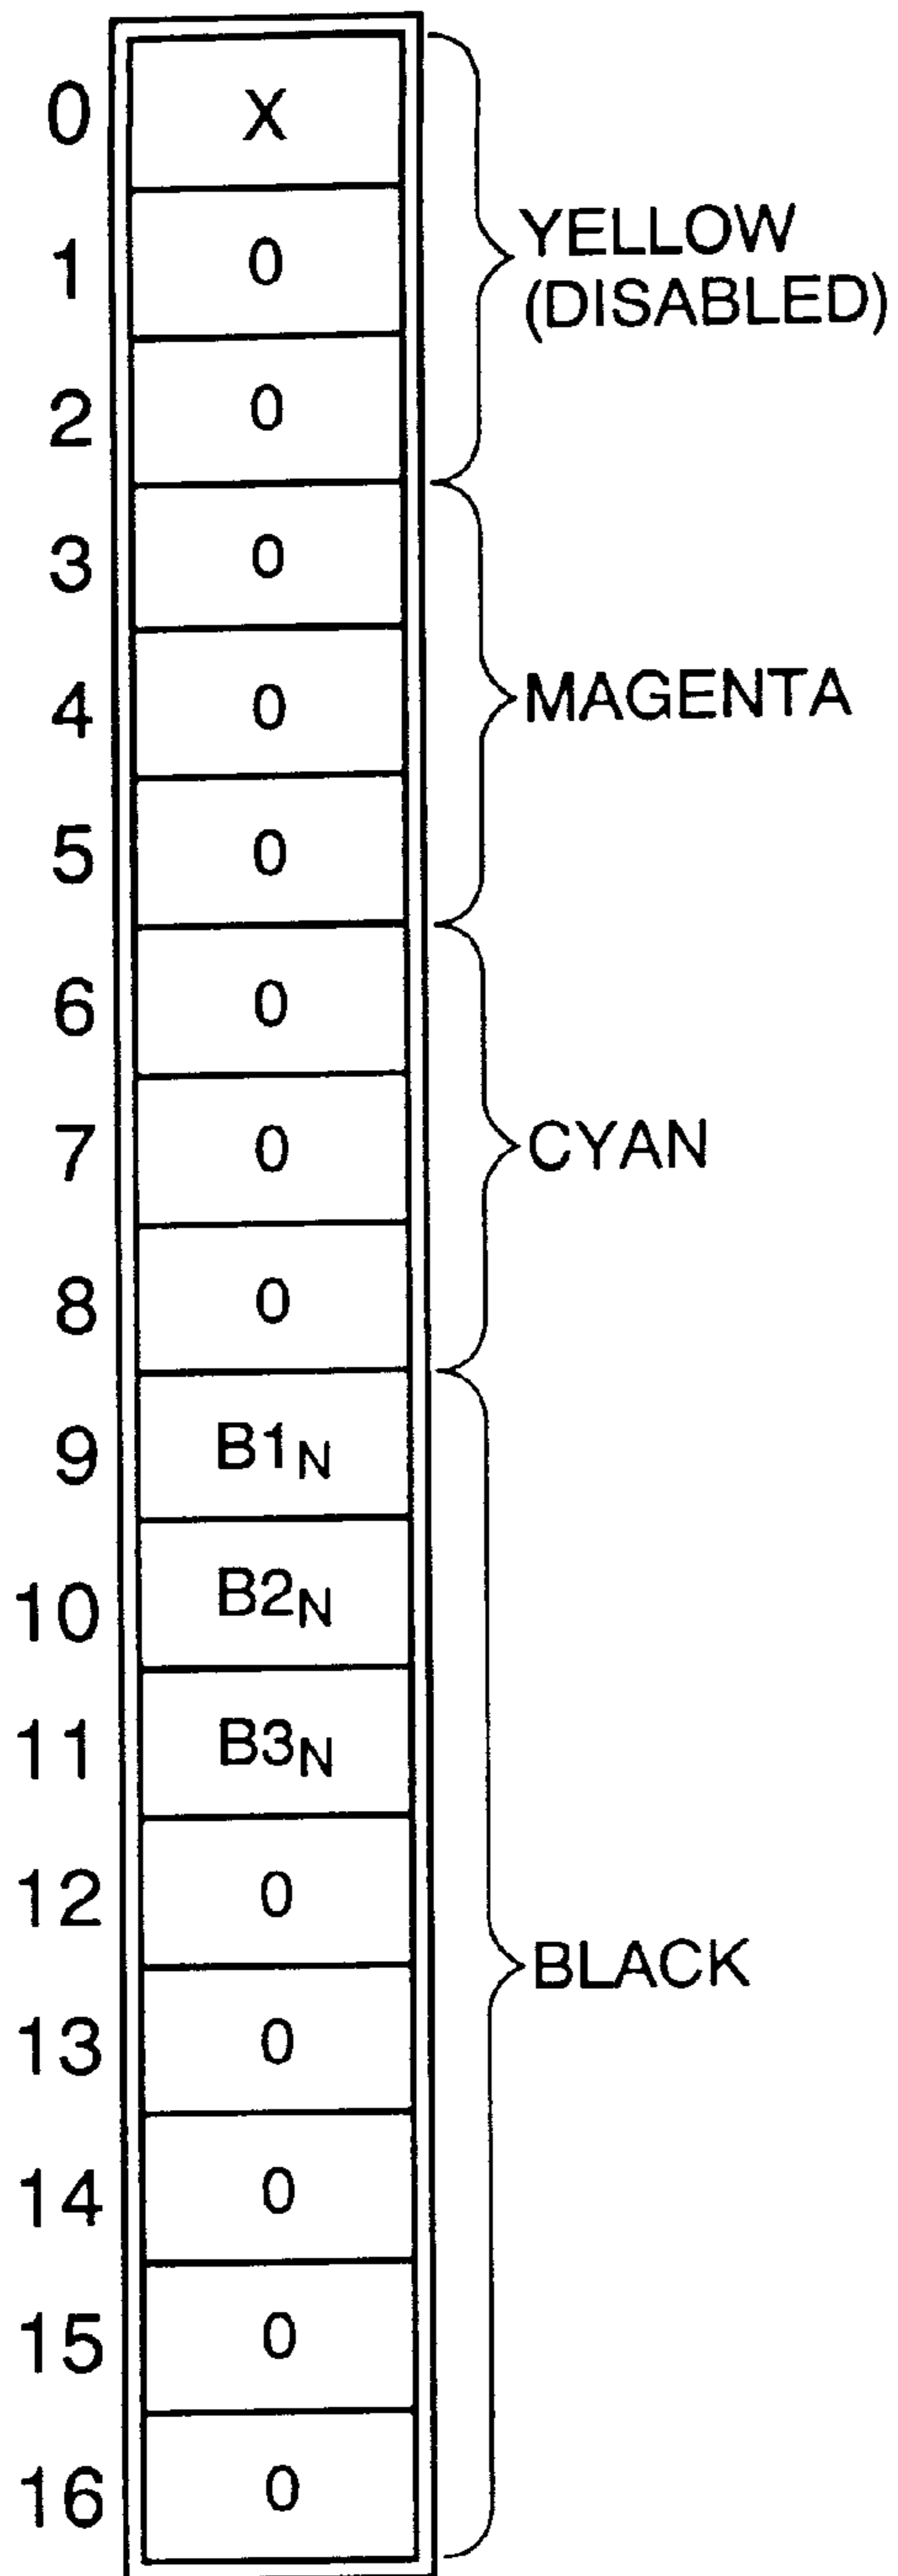 0 X
1 0
YELLOW
(DISABLED)
2 0
3 0
4 0
MAGENTA
5 0
6 0
7 0
CYAN
8 0
9 B1N
10 B2N
11 B3N
12 0
BLACK
13 0
14 0
15 0
16 0